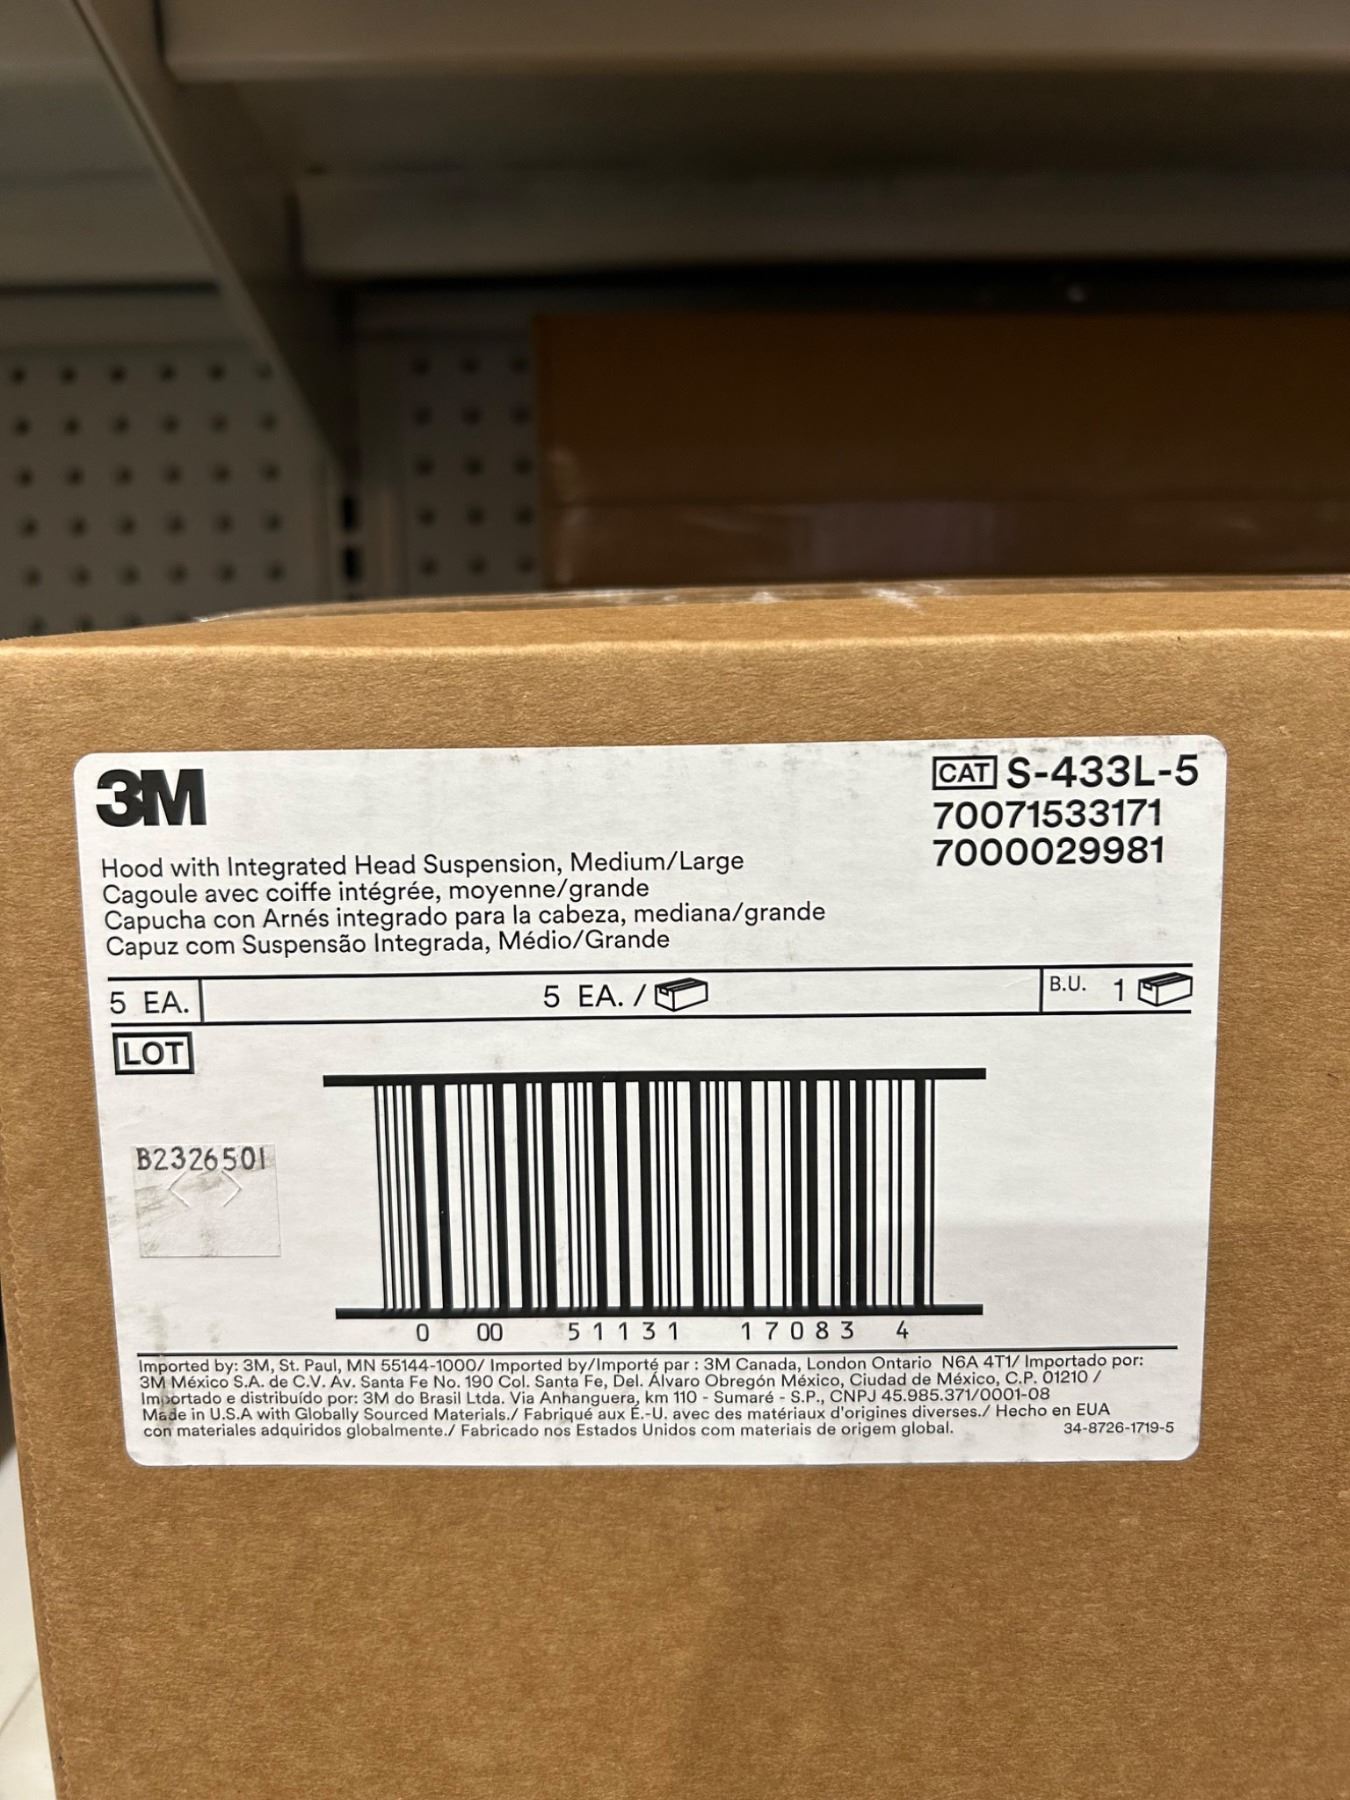 3M
CAT S-433L-5
70071533171
7000029981
Hood with Integrated Head Suspension, Medium/Large
Cagoule avec coiffe intégrée, moyenne/grande
Capucha con Arnés integrado para la cabeza, mediana/grande
Capuz com Suspensão Integrada, Médio/Grande
5 EA. 5 EA. / B.U. 1
LOT
B2326501
0 00 51131 17083 4
Imported by: 3M, St. Paul, MN 55144-1000/ Imported by/Importé par : 3M Canada, London Ontario N6A 4T1/ Importado por:
3M México S.A. de C.V. Av. Santa Fe No. 190 Col. Santa Fe, Del. Álvaro Obregón México, Ciudad de México, C.P. 01210 /
Importado e distribuído por: 3M do Brasil Ltda. Via Anhanguera, km 110 - Sumaré - S.P., CNPJ 45.985.371/0001-08
Made in U.S.A with Globally Sourced Materials./ Fabriqué aux É.-U. avec des matériaux d'origines diverses./ Hecho en EUA
con materiales adquiridos globalmente./ Fabricado nos Estados Unidos com materiais de origem global. 34-8726-1719-5